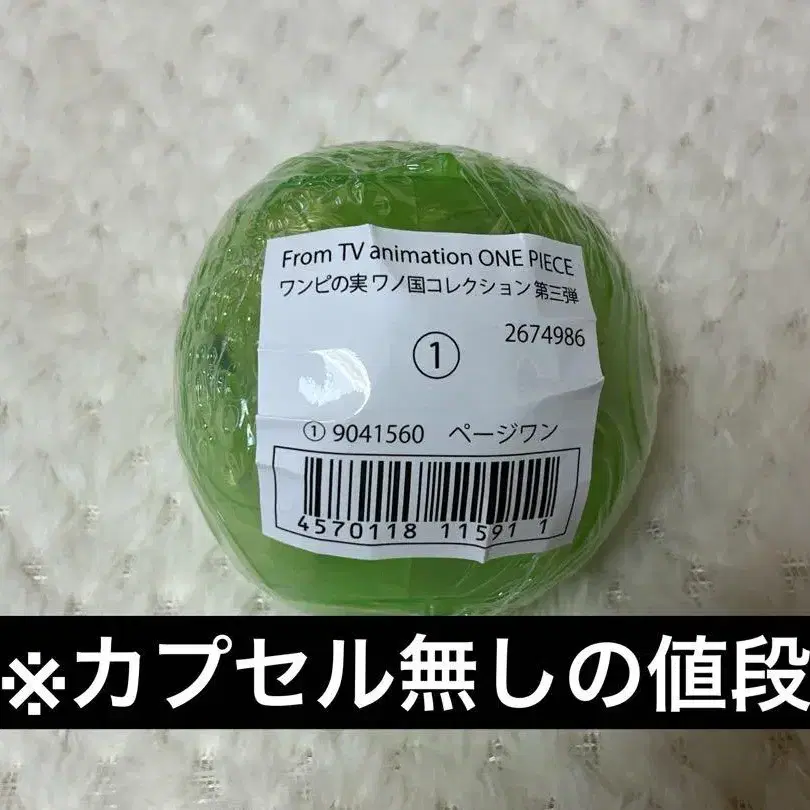 From TV animation ONE PIECE
ワンピの実 ワノ国コレクション 第三弾
2674986
①
① 9041560 ページワン
4570118 11591 1
※カプセル無しの値段